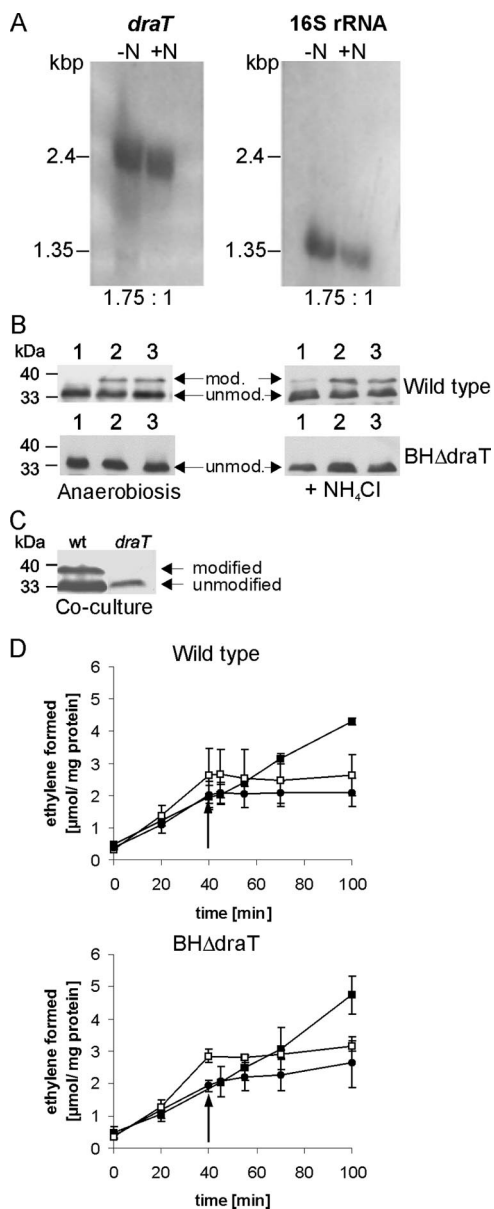 A
draT
16S rRNA
-N +N
-N +N
kbp
kbp
2.4
2.4
1.35
1.35
1.75 : 1
1.75 : 1
B
kDa
1 2 3
1 2 3
40
33
mod.
unmod.
Wild type
1 2 3
1 2 3
40
33
unmod.
BHΔdraT
Anaerobiosis
+ NH₄Cl
C
kDa
wt draT
40
33
modified
unmodified
Co-culture
D
Wild type
ethylene formed
[µmol/ mg protein]
6
5
4
3
2
1
0
0 20 40 60 80 100
time [min]
BHΔdraT
ethylene formed
[µmol/ mg protein]
6
5
4
3
2
1
0
0 20 40 60 80 100
time [min]